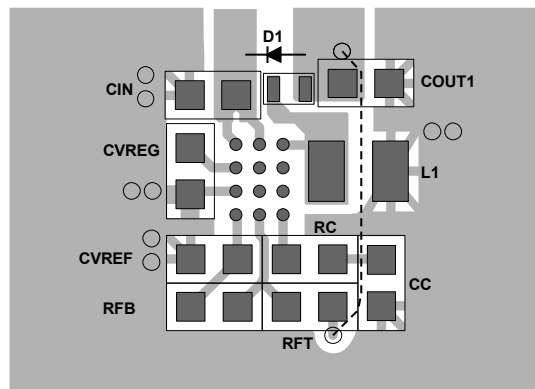 D1
CIN
COUT1
CVREG
L1
RC
CVREF
CC
RFB
RFT